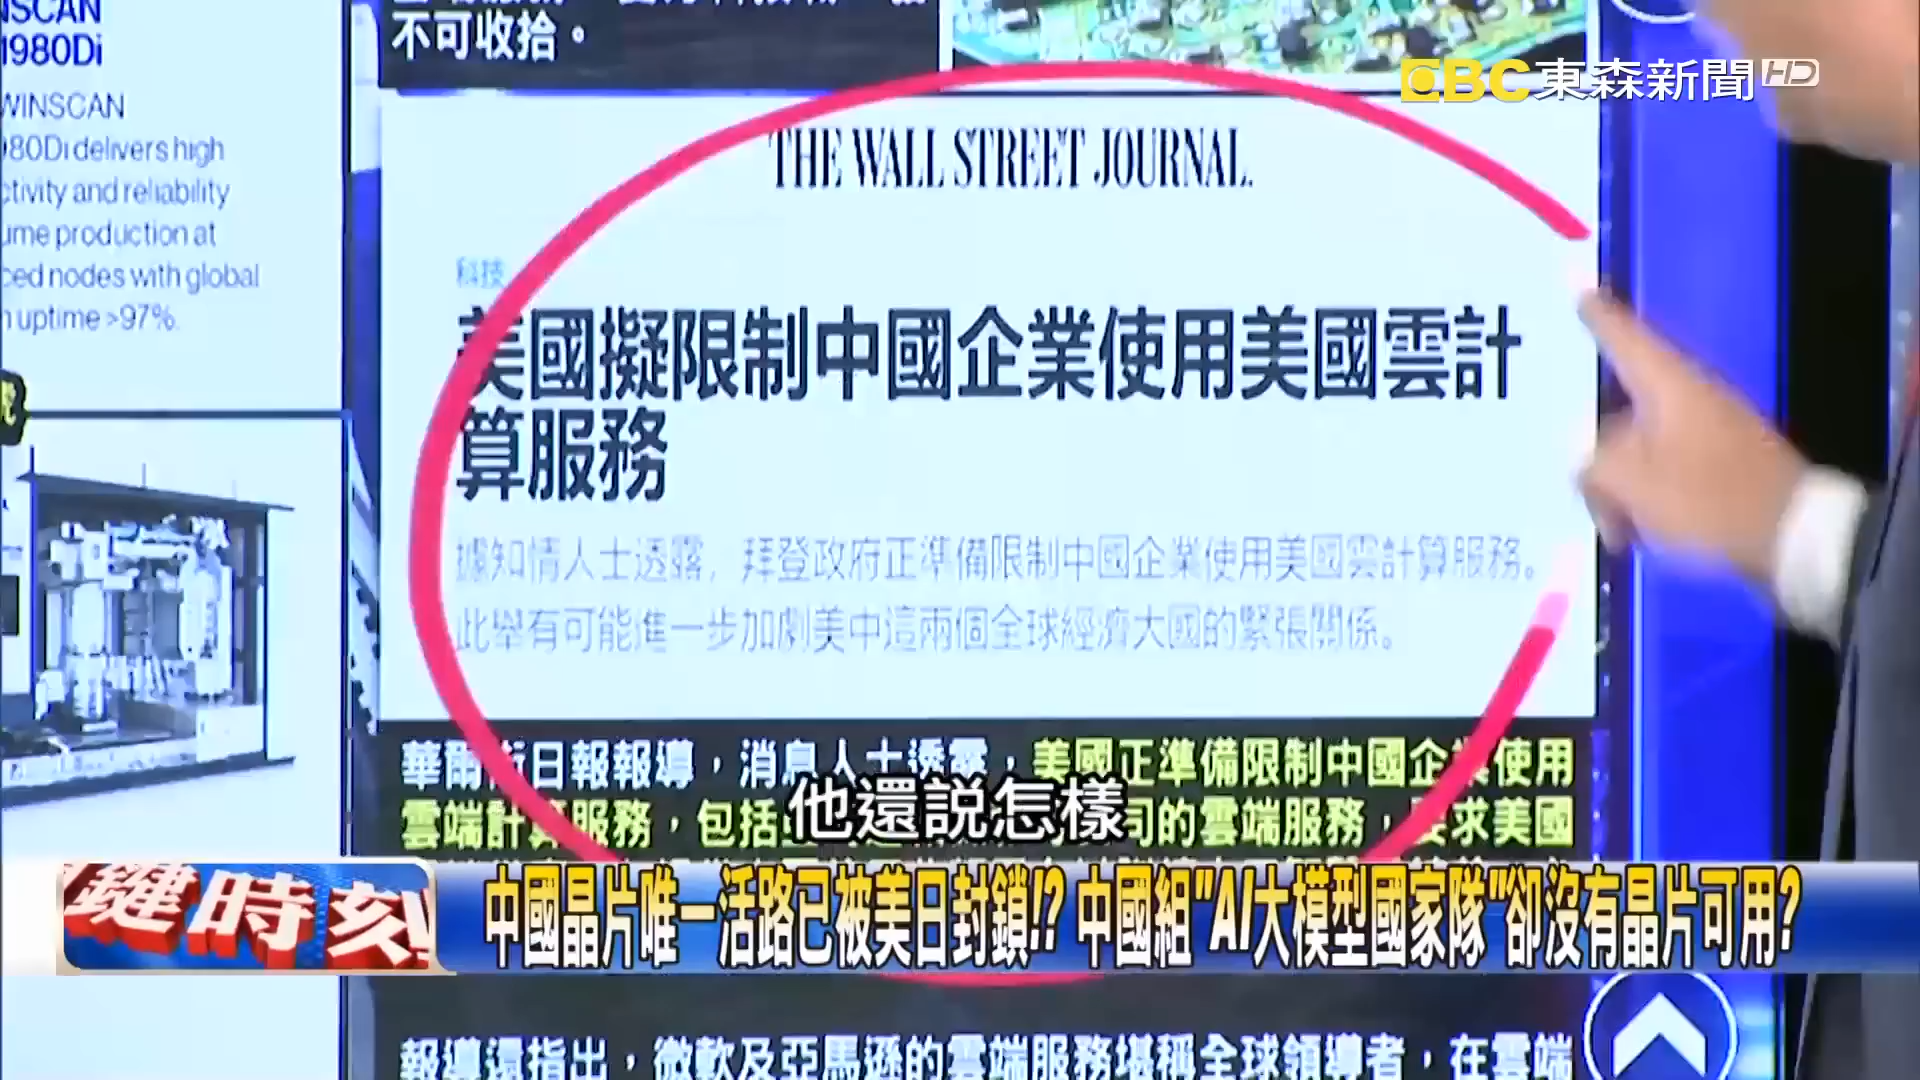 NSCAN
1980Di
WINSCAN
980Di delivers high
ctivity and reliability
ume production at
ced nodes with global
n uptime >97%.
不可收拾。
EBC 東森新聞 HD
THE WALL STREET JOURNAL.
科技
美國擬限制中國企業使用美國雲計
算服務
據知情人士透露，拜登政府正準備限制中國企業使用美國雲計算服務。
此舉有可能進一步加劇美中這兩個全球經濟大國的緊張關係。
華爾街日報報導，消息人士透露，美國正準備限制中國企業使用
雲端計算服務，包括
司的雲端服務，要求美國
他還說怎樣
鍵時刻
中國晶片唯一活路已被美日封鎖!? 中國組"AI大模型國家隊"卻沒有晶片可用?
報導還指出，微軟及亞馬遜的雲端服務堪稱全球領導者，在雲端